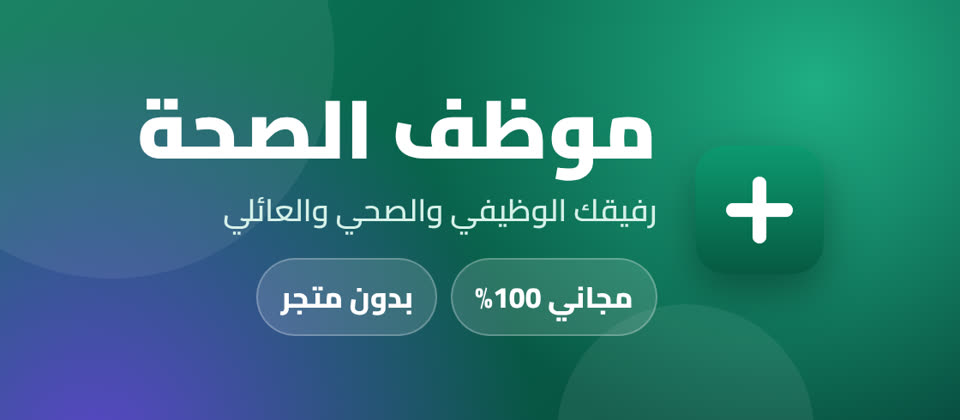 موظف الصحة
رفيقك الوظيفي والصحي والعائلي
مجاني 100%
بدون متجر